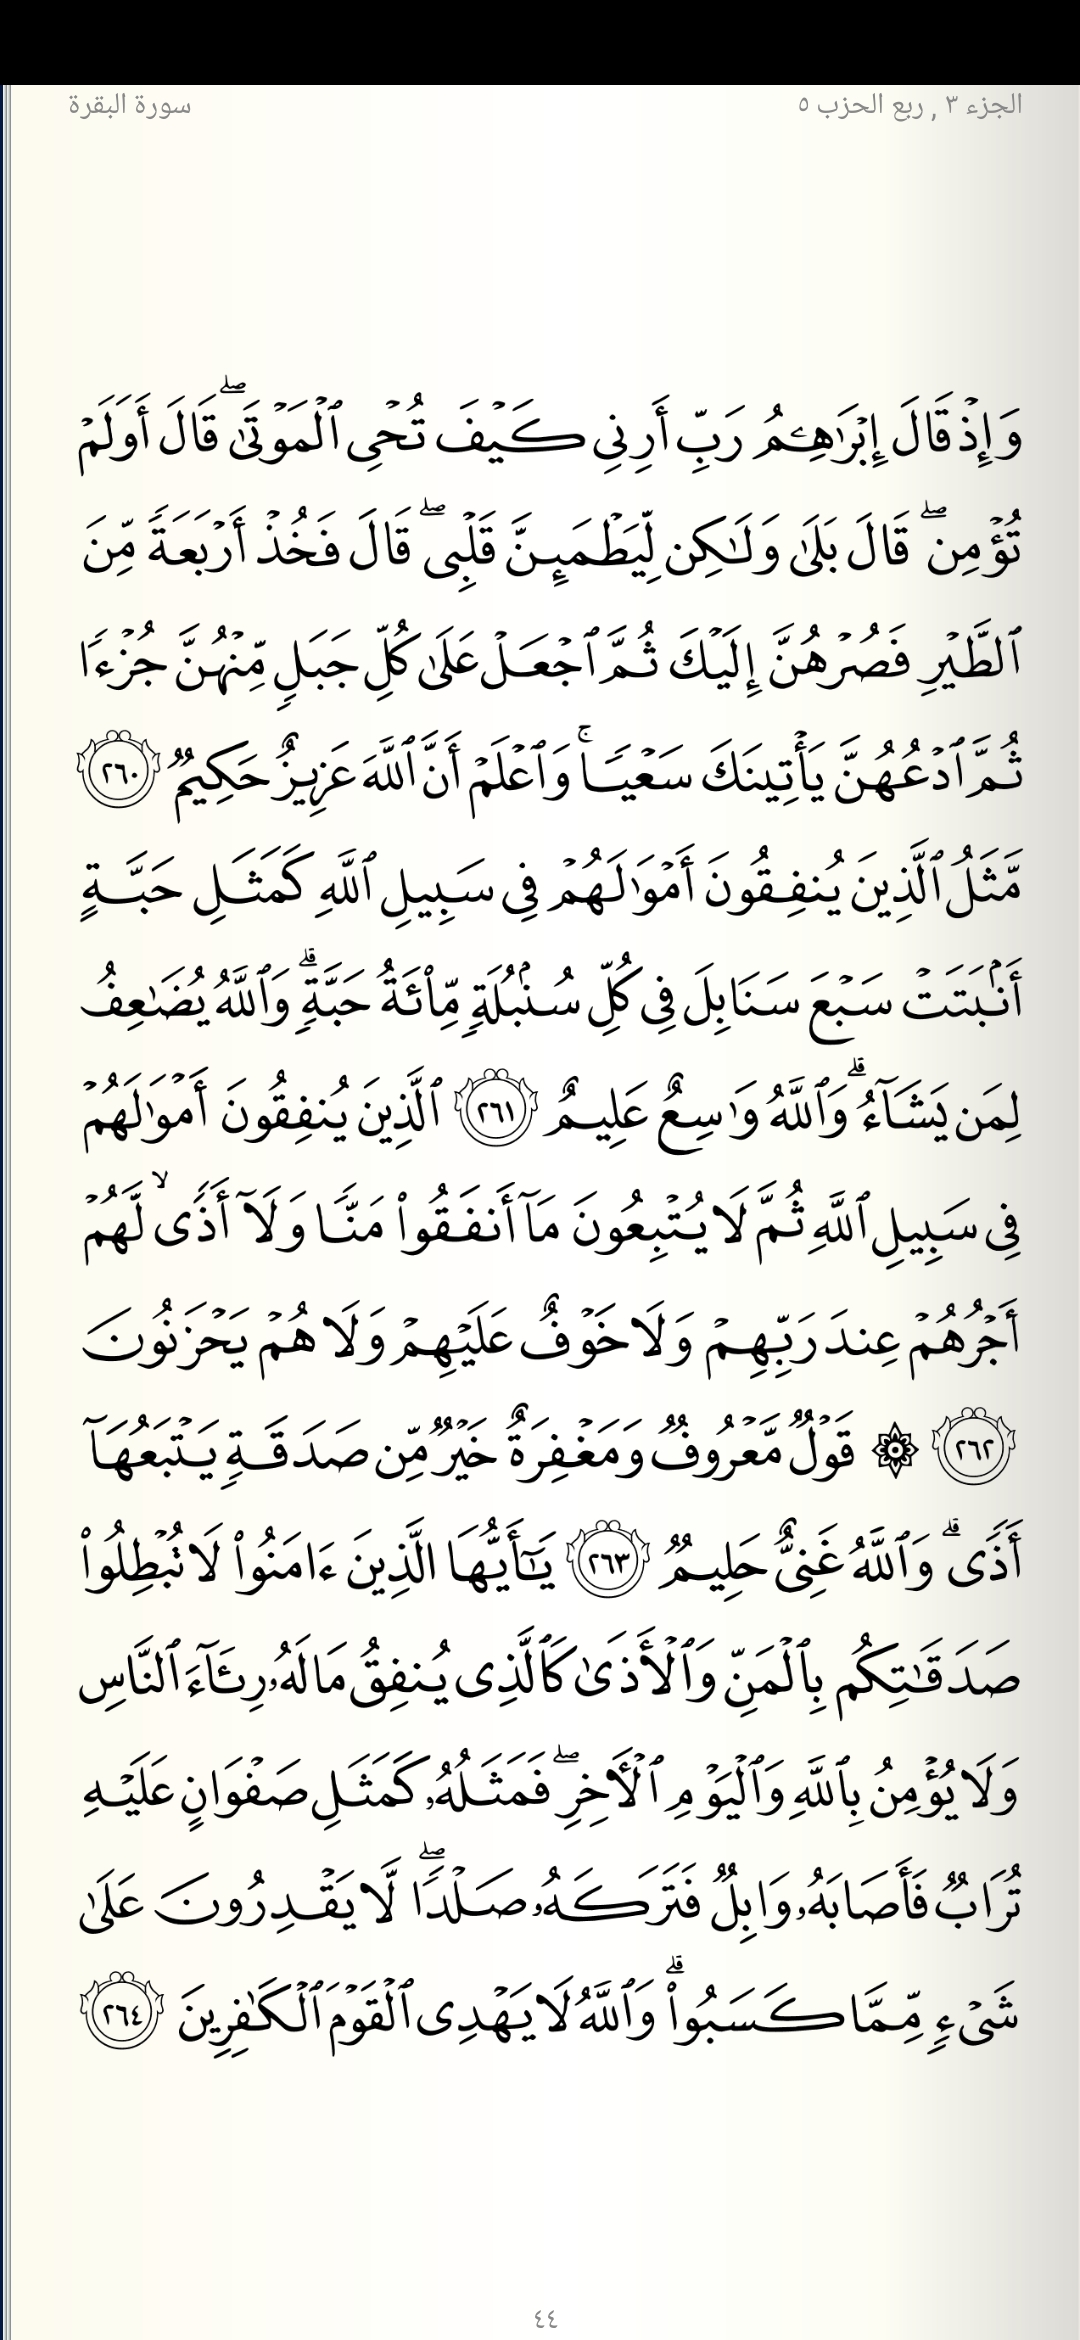 الجزء ٣ , ربع الحزب ٥
سورة البقرة
وَإِذۡ قَالَ إِبۡرَٰهِـۧمُ رَبِّ أَرِنِي كَيۡفَ تُحۡيِ ٱلۡمَوۡتَىٰۖ قَالَ أَوَلَمۡ
تُؤۡمِنۖ قَالَ بَلَىٰ وَلَٰكِن لِّيَطۡمَئِنَّ قَلۡبِيۖ قَالَ فَخُذۡ أَرۡبَعَةٗ مِّنَ
ٱلطَّيۡرِ فَصُرۡهُنَّ إِلَيۡكَ ثُمَّ ٱجۡعَلۡ عَلَىٰ كُلِّ جَبَلٖ مِّنۡهُنَّ جُزۡءٗا
ثُمَّ ٱدۡعُهُنَّ يَأۡتِينَكَ سَعۡيٗاۚ وَٱعۡلَمۡ أَنَّ ٱللَّهَ عَزِيزٌ حَكِيمٞ ٢٦٠
مَّثَلُ ٱلَّذِينَ يُنفِقُونَ أَمۡوَٰلَهُمۡ فِي سَبِيلِ ٱللَّهِ كَمَثَلِ حَبَّةٍ
أَنۢبَتَتۡ سَبۡعَ سَنَابِلَ فِي كُلِّ سُنۢبُلَةٖ مِّاْئَةُ حَبَّةٖۗ وَٱللَّهُ يُضَٰعِفُ
لِمَن يَشَآءُۗ وَٱللَّهُ وَٰسِعٌ عَلِيمٌ ٢٦١ ٱلَّذِينَ يُنفِقُونَ أَمۡوَٰلَهُمۡ
فِي سَبِيلِ ٱللَّهِ ثُمَّ لَا يُتۡبِعُونَ مَآ أَنفَقُواْ مَنّٗا وَلَآ أَذٗى لَّهُمۡ
أَجۡرُهُمۡ عِندَ رَبِّهِمۡ وَلَا خَوۡفٌ عَلَيۡهِمۡ وَلَا هُمۡ يَحۡزَنُونَ
٢٦٢ ۞ قَوۡلٞ مَّعۡرُوفٞ وَمَغۡفِرَةٌ خَيۡرٞ مِّن صَدَقَةٖ يَتۡبَعُهَآ
أَذٗىۗ وَٱللَّهُ غَنِيٌّ حَلِيمٞ ٢٦٣ يَٰٓأَيُّهَا ٱلَّذِينَ ءَامَنُواْ لَا تُبۡطِلُواْ
صَدَقَٰتِكُم بِٱلۡمَنِّ وَٱلۡأَذَىٰ كَٱلَّذِي يُنفِقُ مَالَهُۥ رِئَآءَ ٱلنَّاسِ
وَلَا يُؤۡمِنُ بِٱللَّهِ وَٱلۡيَوۡمِ ٱلۡأٓخِرِۖ فَمَثَلُهُۥ كَمَثَلِ صَفۡوَانٍ عَلَيۡهِ
تُرَابٞ فَأَصَابَهُۥ وَابِلٞ فَتَرَكَهُۥ صَلۡدٗاۖ لَّا يَقۡدِرُونَ عَلَىٰ
شَيۡءٖ مِّمَّا كَسَبُواْۗ وَٱللَّهُ لَا يَهۡدِي ٱلۡقَوۡمَ ٱلۡكَٰفِرِينَ ٢٦٤
٤٤